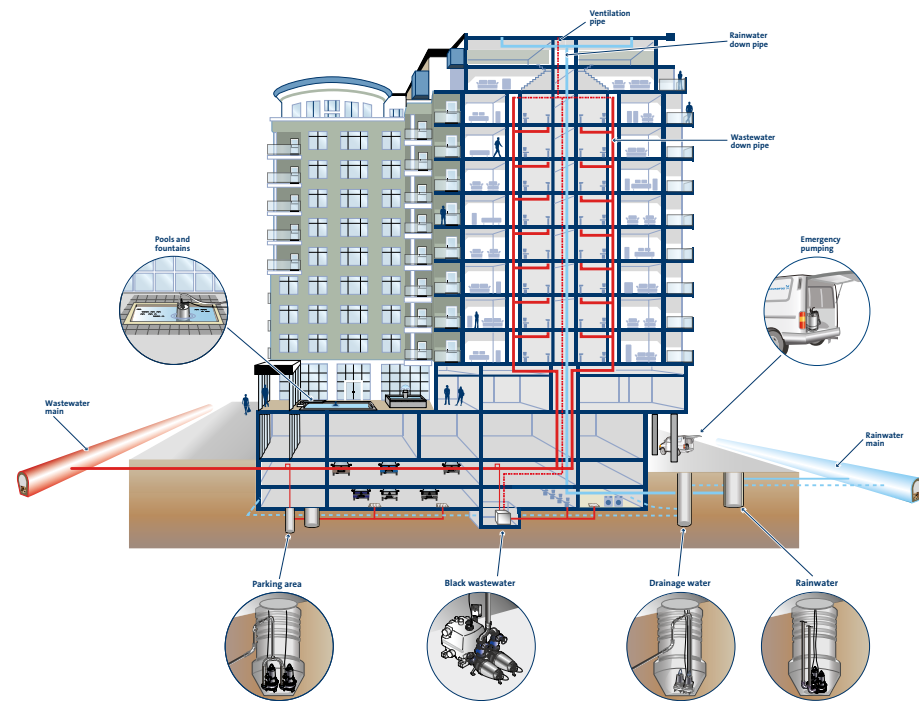 Ventilation
pipe
Rainwater
down pipe
Wastewater
down pipe
Pools and
fountains
Emergency
pumping
Wastewater
main
Rainwater
main
Parking area
Black wastewater
Drainage water
Rainwater